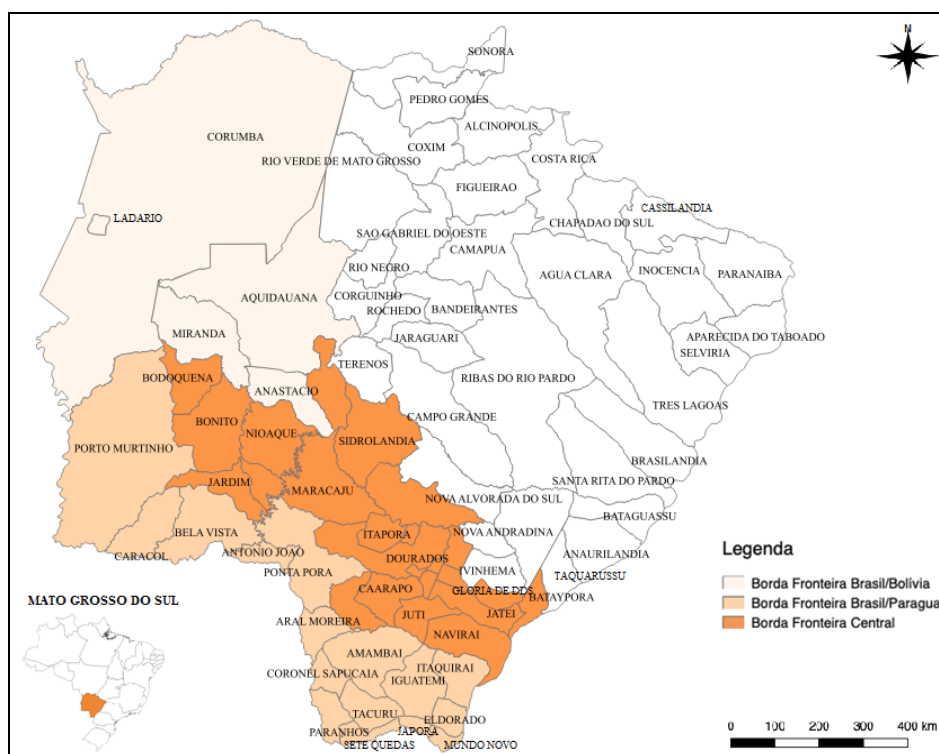 N
SONORA
PEDRO GOMES
ALCINOPOLIS
CORUMBA
COXIM
RIO VERDE DE MATO GROSSO
COSTA RICA
FIGUEIRAO
CASSILANDIA
LADARIO
CHAPADAO DO SUL
SAO GABRIEL DO OESTE
CAMAPUA
RIO NEGRO
AGUA CLARA
INOCENCIA
PARANAIBA
AQUIDAUANA
CORGUINHO
ROCHEDO
BANDEIRANTES
MIRANDA
JARAGUARI
APARECIDA DO TABOADO
SELVIRIA
TERENOS
BODOQUENA
RIBAS DO RIO PARDO
ANASTACIO
TRES LAGOAS
BONITO
CAMPO GRANDE
NIOAQUE
SIDROLANDIA
PORTO MURTINHO
BRASILANDIA
JARDIM
MARACAJU
SANTA RITA DO PARDO
NOVA ALVORADA DO SUL
BATAGUASSU
BELA VISTA
ITAPORA
NOVA ANDRADINA
ANTONIO JOAO
CARACOL
DOURADOS
ANAURILANDIA
PONTA PORA
IVINHEMA
TAQUARUSSU
CAARAPO
GLORIA DE DDS
BATAYPORA
ARAL MOREIRA
JUTI
JATEI
NAVIRAI
AMAMBAI
CORONEL SAPUCAIA
ITAQUIRAI
IGUATEMI
TACURU
ELDORADO
PARANHOS
JAPORA
SETE QUEDAS
MUNDO NOVO
MATO GROSSO DO SUL
Legenda
Borda Fronteira Brasil/Bolívia
Borda Fronteira Brasil/Paragua
Borda Fronteira Central
0 100 200 300 400 km